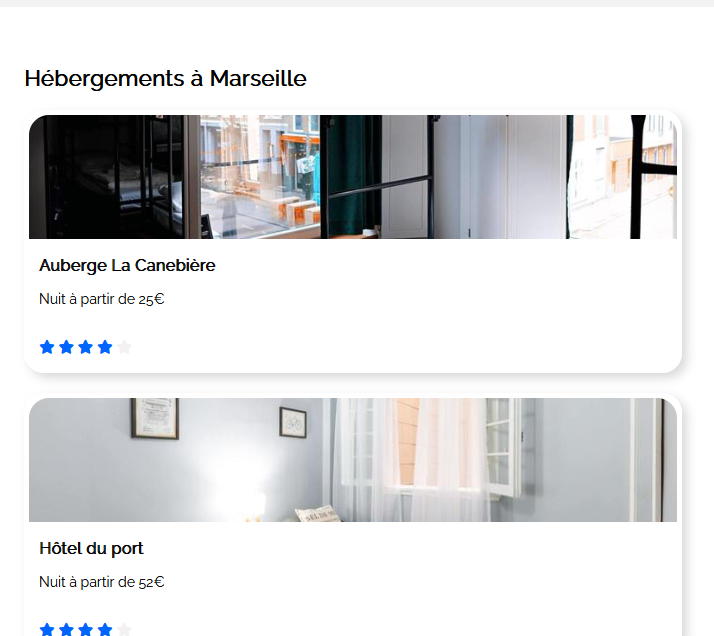 Hébergements à Marseille
Auberge La Canebière
Nuit à partir de 25€
Hôtel du port
Nuit à partir de 52€